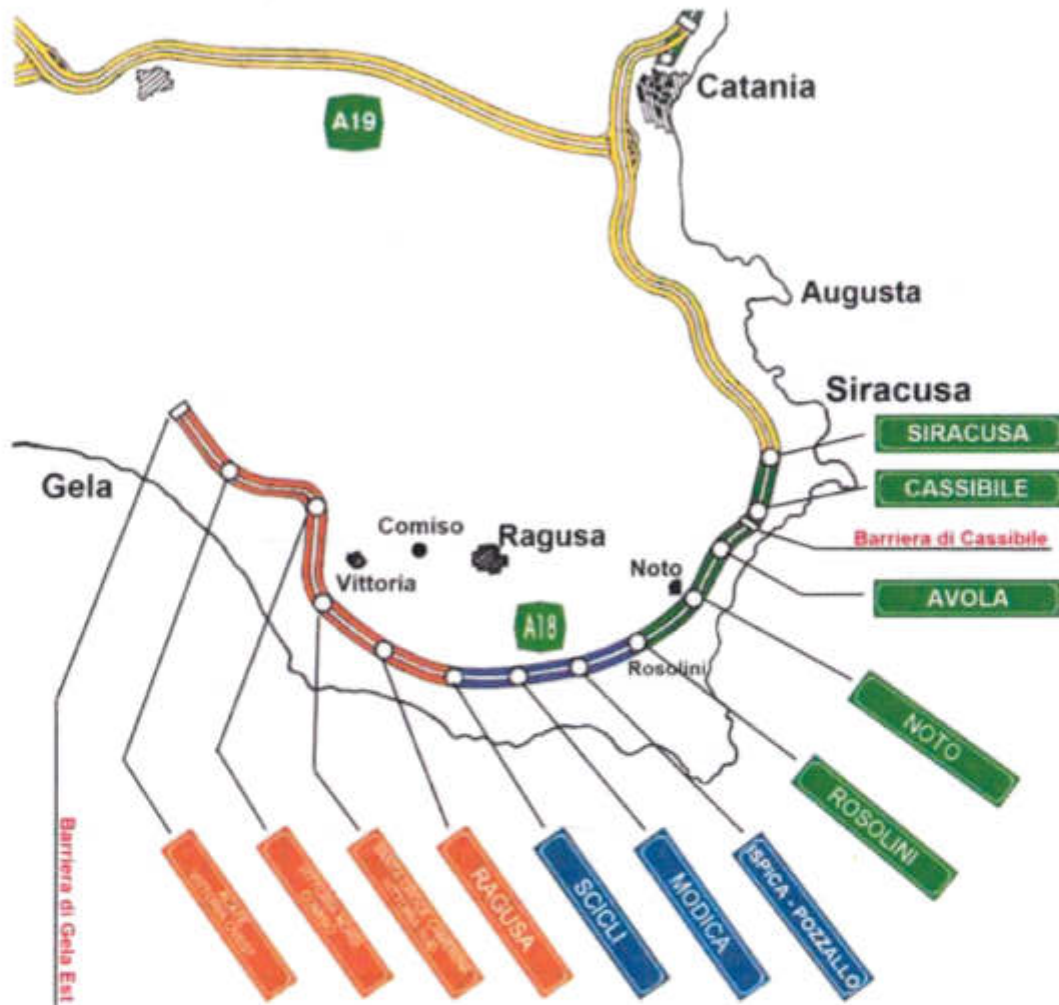 Catania
A19
Augusta
Siracusa
SIRACUSA
Gela
CASSIBILE
Comiso
Ragusa
Barriera di Cassibile
Vittoria
Noto
AVOLA
A18
Rosolini
NOTO
ROSOLINI
Barriera di Gela Est
RAGUSA
SCICLI
MODICA
ISPICA - POZZALLO